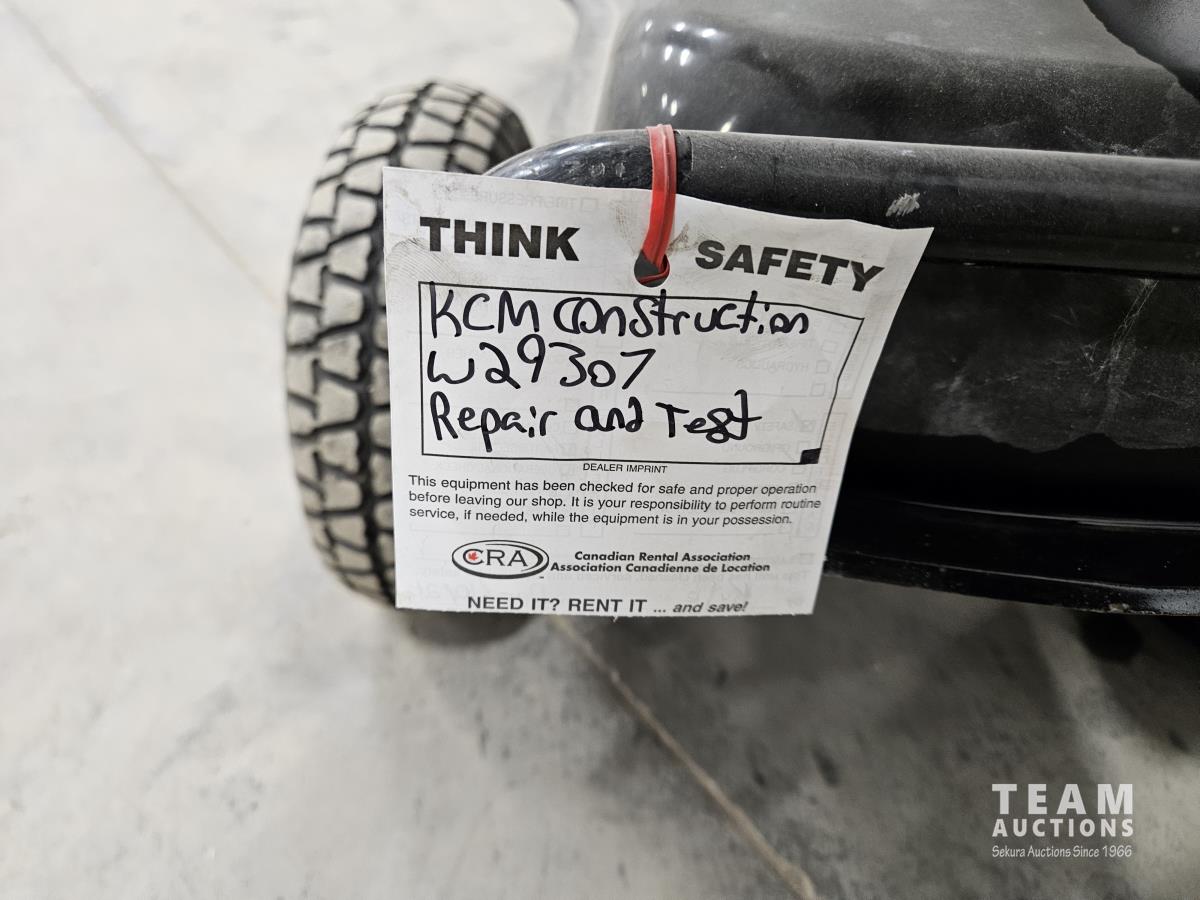 THINK SAFETY
KCM Construction
W29307
Repair and Test
DEALER IMPRINT
This equipment has been checked for safe and proper operation
before leaving our shop. It is your responsibility to perform routine
service, if needed, while the equipment is in your possession.
CRA
Canadian Rental Association
Association Canadienne de Location
NEED IT? RENT IT ... and save!
TEAM
AUCTIONS
Sekura Auctions Since 1966